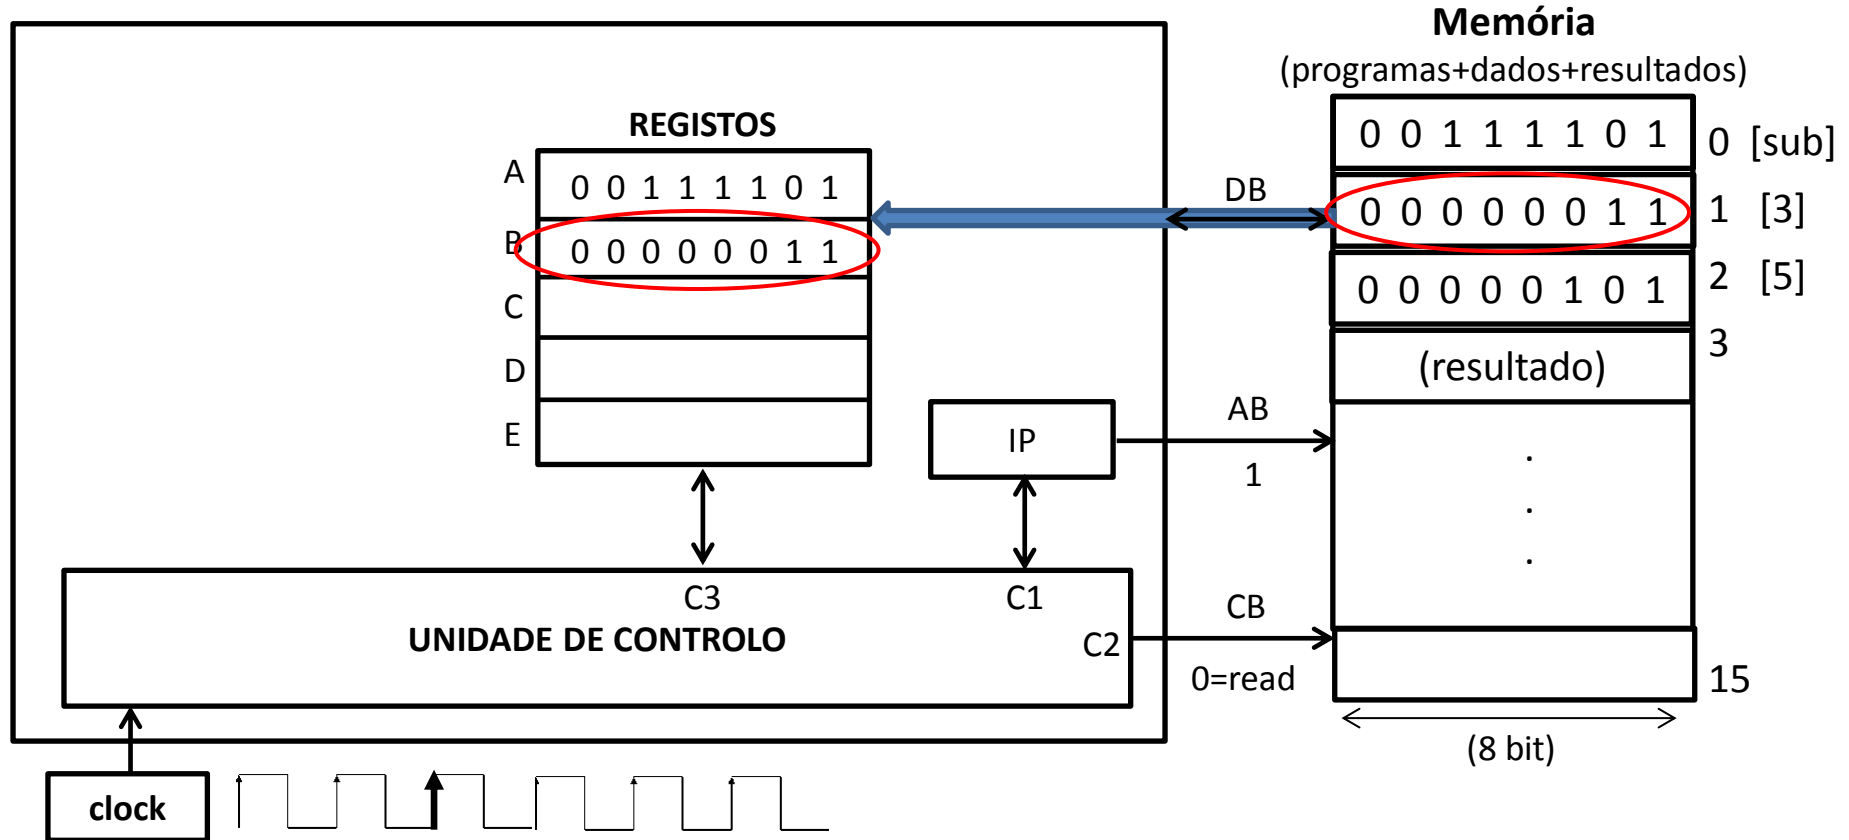 Memória
(programas+dados+resultados)
REGISTOS
A 0 0 1 1 1 1 0 1
B 0 0 0 0 0 0 1 1
C
D
E
DB
0 0 1 1 1 1 0 1 0 [sub]
0 0 0 0 0 0 1 1 1 [3]
0 0 0 0 0 1 0 1 2 [5]
(resultado) 3
.
.
.
15
(8 bit)
IP
AB
1
C3
C1
UNIDADE DE CONTROLO
C2
CB
0=read
clock